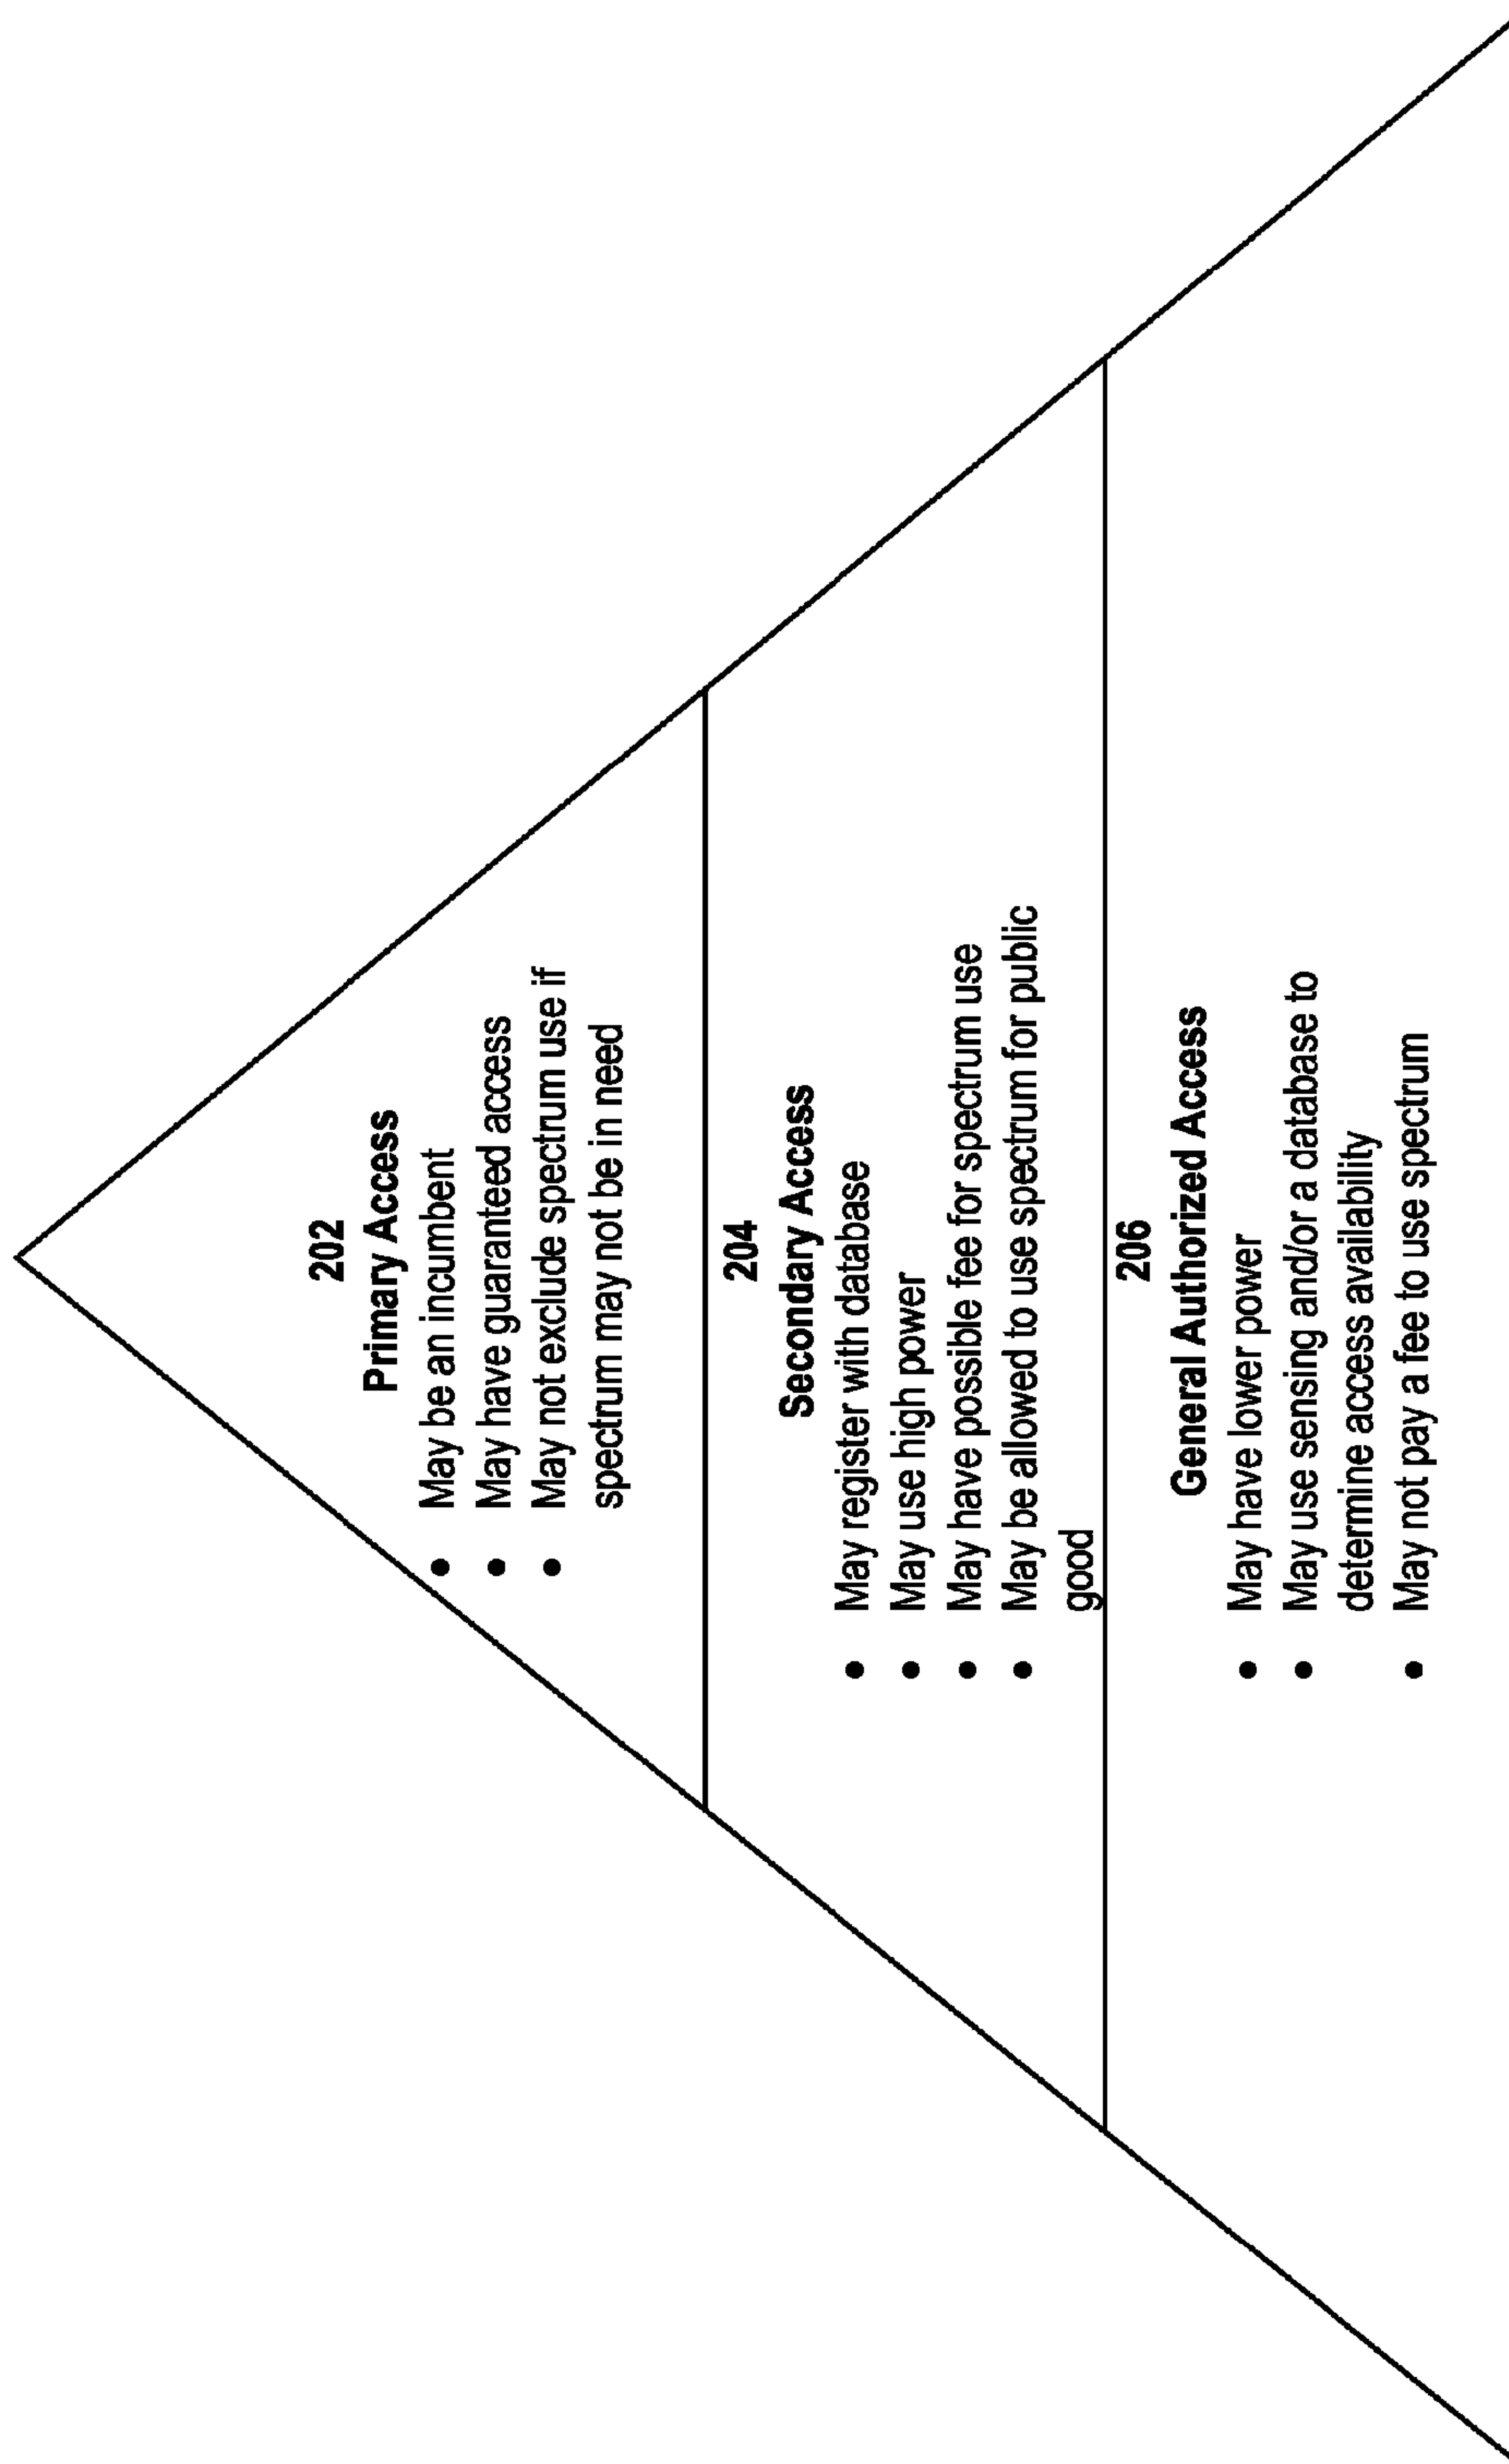 202
Primary Access
• May be an incumbent
• May have guaranteed access
• May not exclude spectrum use if
spectrum may not be in need
204
Secondary Access
• May register with database
• May use high power
• May have possible fee for spectrum use
• May be allowed to use spectrum for public
good
206
General Authorized Access
• May have lower power
• May use sensing and/or a database to
determine access availability
• May not pay a fee to use spectrum